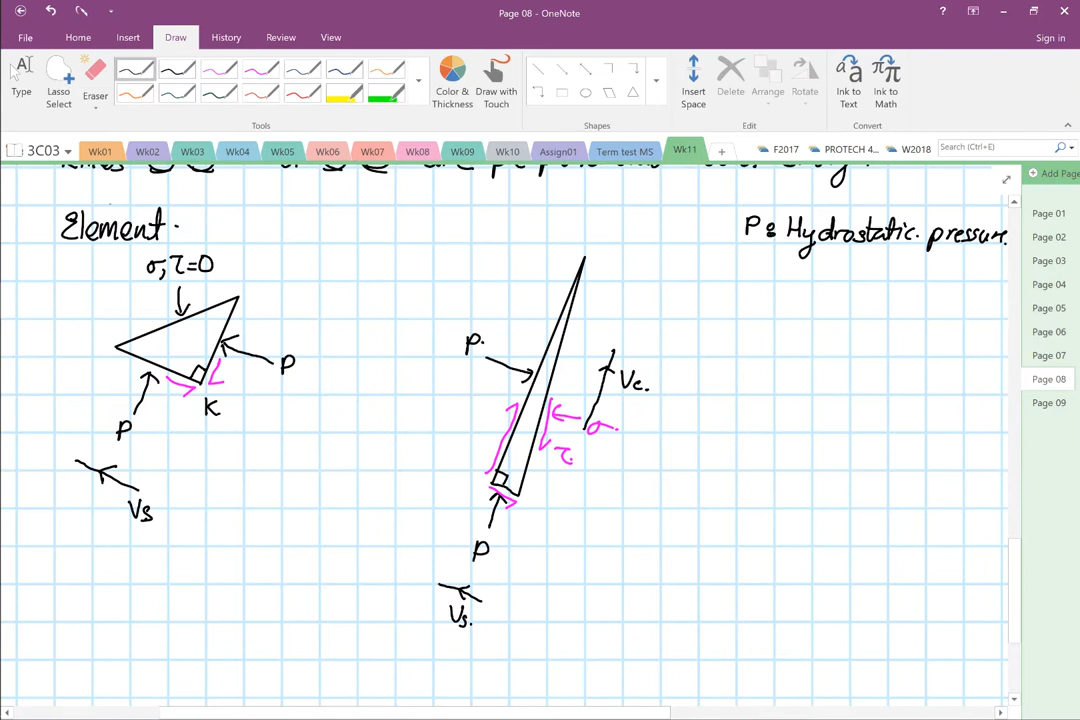 Page 08 - OneNote
?
File
Home
Insert
Draw
History
Review
View
Sign in
Type
Lasso Select
Eraser
Color & Thickness
Draw with Touch
Insert Space
Delete
Arrange
Rotate
Ink to Text
Ink to Math
Tools
Shapes
Edit
Convert
3C03
Wk01
Wk02
Wk03
Wk04
Wk05
Wk06
Wk07
Wk08
Wk09
Wk10
Assign01
Term test MS
Wk11
F2017
PROTECH 4...
W2018
Search (Ctrl+E)
Add Page
Page 01
Page 02
Page 03
Page 04
Page 05
Page 06
Page 07
Page 08
Page 09
Element.
P = Hydrostatic pressure.
σ, τ = 0
P
K
P
Vs
P.
Vc.
σ
τ
P
Vs.